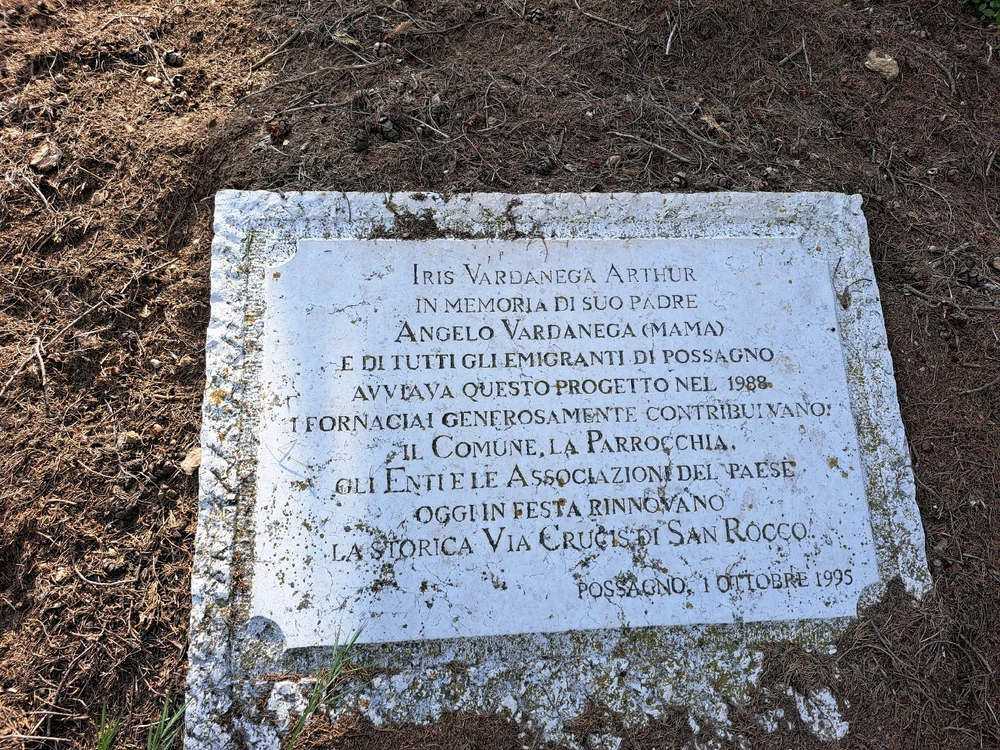 IRIS VARDANEGA ARTHUR
IN MEMORIA DI SUO PADRE
ANGELO VARDANEGA (MAMA)
E DI TUTTI GLI EMIGRANTI DI POSSAGNO
AVVIAVA QUESTO PROGETTO NEL 1988.
I FORNACIAI GENEROSAMENTE CONTRIBUIVANO.
IL COMUNE, LA PARROCCHIA,
GLI ENTI E LE ASSOCIAZIONI DEL PAESE
OGGI IN FESTA RINNOVANO
LA STORICA VIA CRUCIS DI SAN ROCCO.
POSSAGNO, 1 OTTOBRE 1995